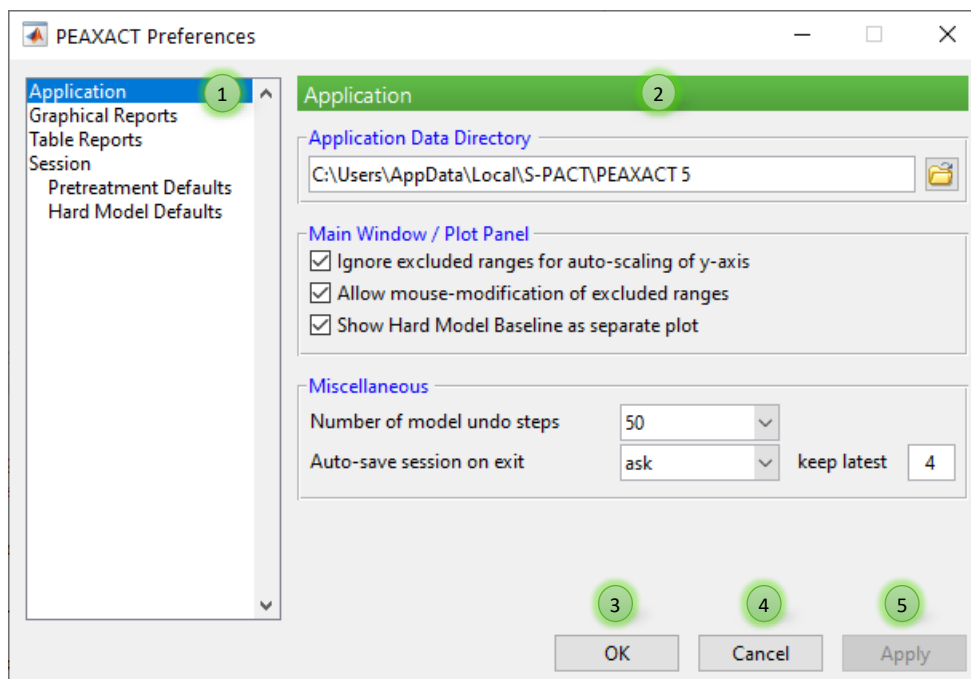 PEAXACT Preferences
Application 1
Graphical Reports
Table Reports
Session
Pretreatment Defaults
Hard Model Defaults
Application 2
Application Data Directory
C:\Users\AppData\Local\S-PACT\PEAXACT 5
Main Window / Plot Panel
Ignore excluded ranges for auto-scaling of y-axis
Allow mouse-modification of excluded ranges
Show Hard Model Baseline as separate plot
Miscellaneous
Number of model undo steps 50
Auto-save session on exit ask keep latest 4
3 4 5
OK Cancel Apply